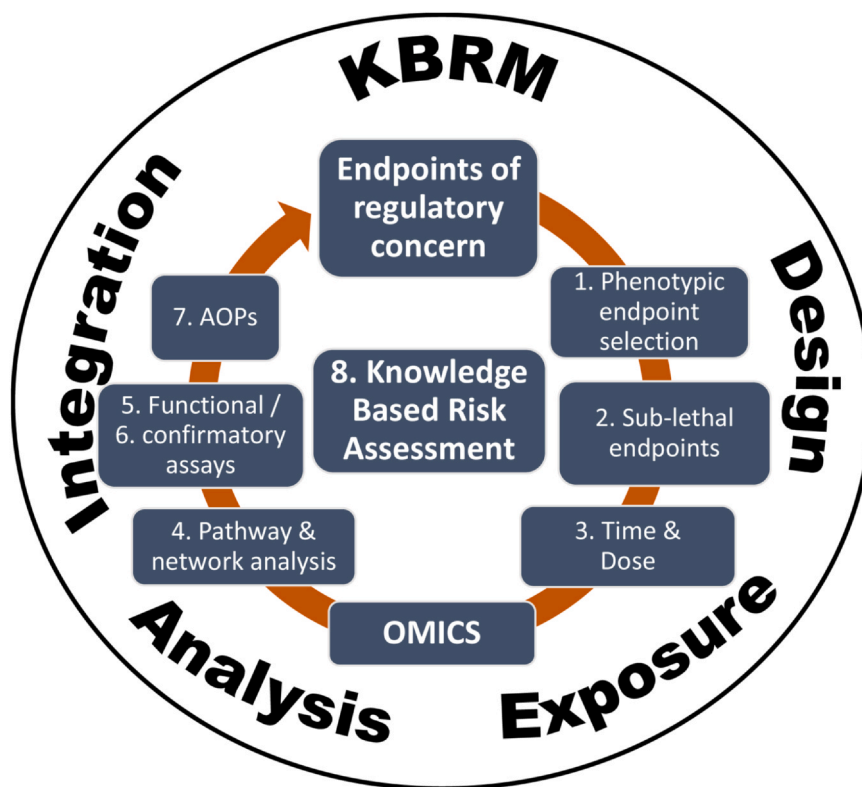 KBRM
Endpoints of
regulatory
concern
1. Phenotypic
endpoint
selection
Design
2. Sub-lethal
endpoints
3. Time &
Dose
Exposure
OMICS
Analysis
4. Pathway &
network analysis
5. Functional /
6. confirmatory
assays
Integration
7. AOPs
8. Knowledge
Based Risk
Assessment